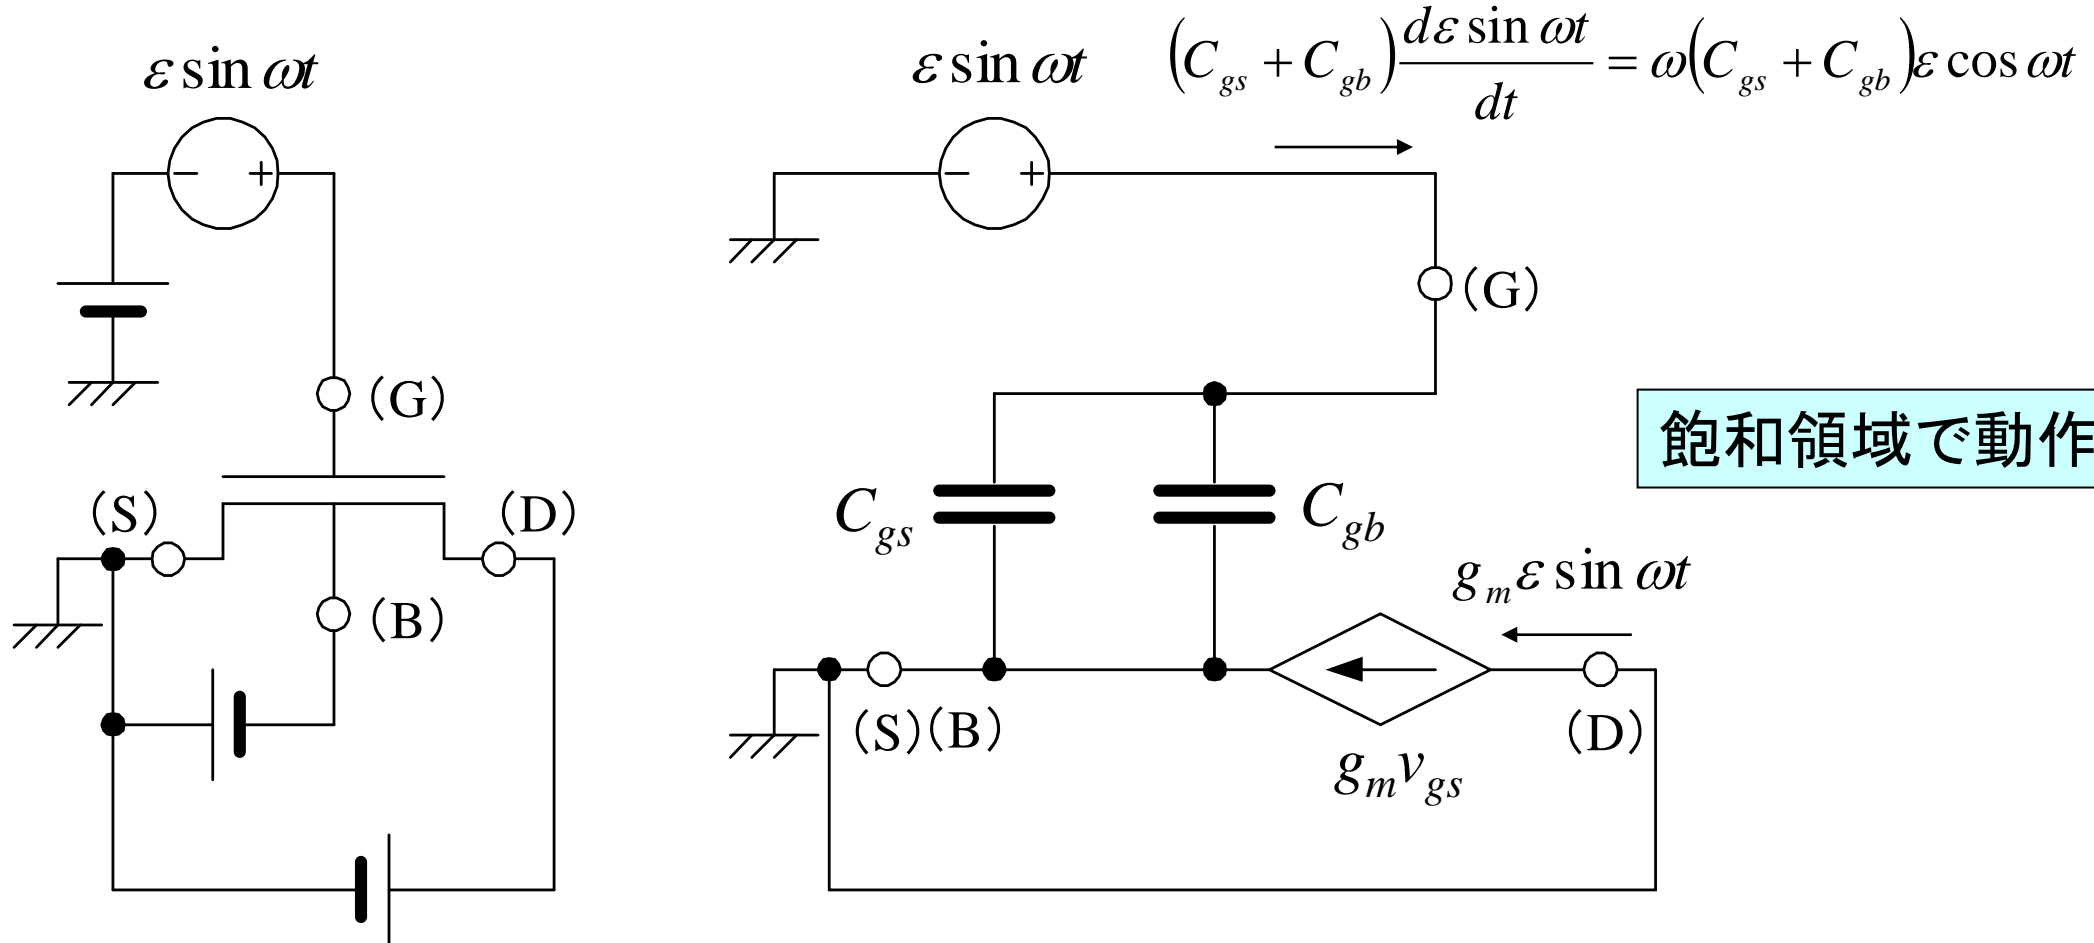 ε sin ωt
− +
(G)
(S)
(D)
(B)
ε sin ωt
(C_gs + C_gb) dε sin ωt / dt = ω(C_gs + C_gb)ε cos ωt
− +
(G)
飽和領域で動作
C_gs
C_gb
g_m ε sin ωt
(S)(B)
(D)
g_m v_gs